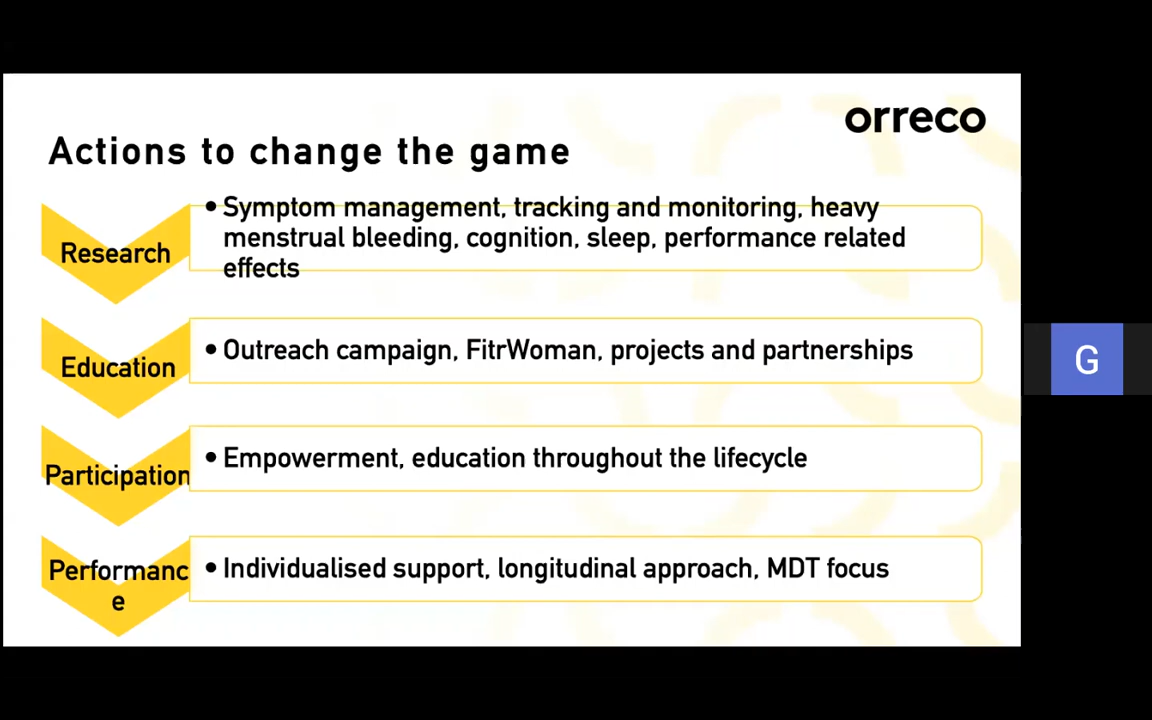 orreco
Actions to change the game
Research
• Symptom management, tracking and monitoring, heavy
menstrual bleeding, cognition, sleep, performance related
effects
Education
• Outreach campaign, FitrWoman, projects and partnerships
Participation
• Empowerment, education throughout the lifecycle
Performanc
e
• Individualised support, longitudinal approach, MDT focus
G